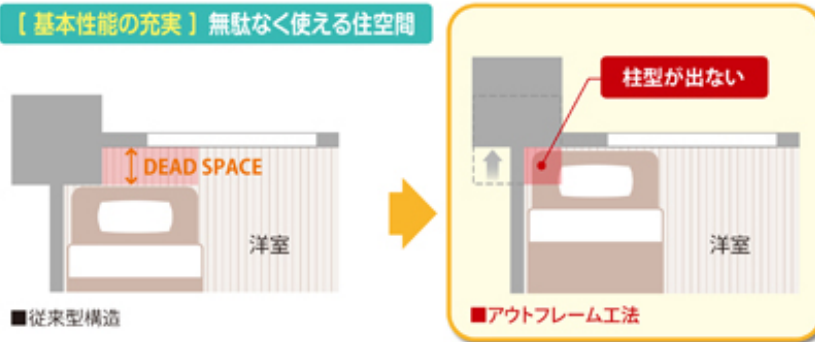 [ 基本性能の充実 ] 無駄なく使える住空間
DEAD SPACE
洋室
■従来型構造
柱型が出ない
洋室
■アウトフレーム工法